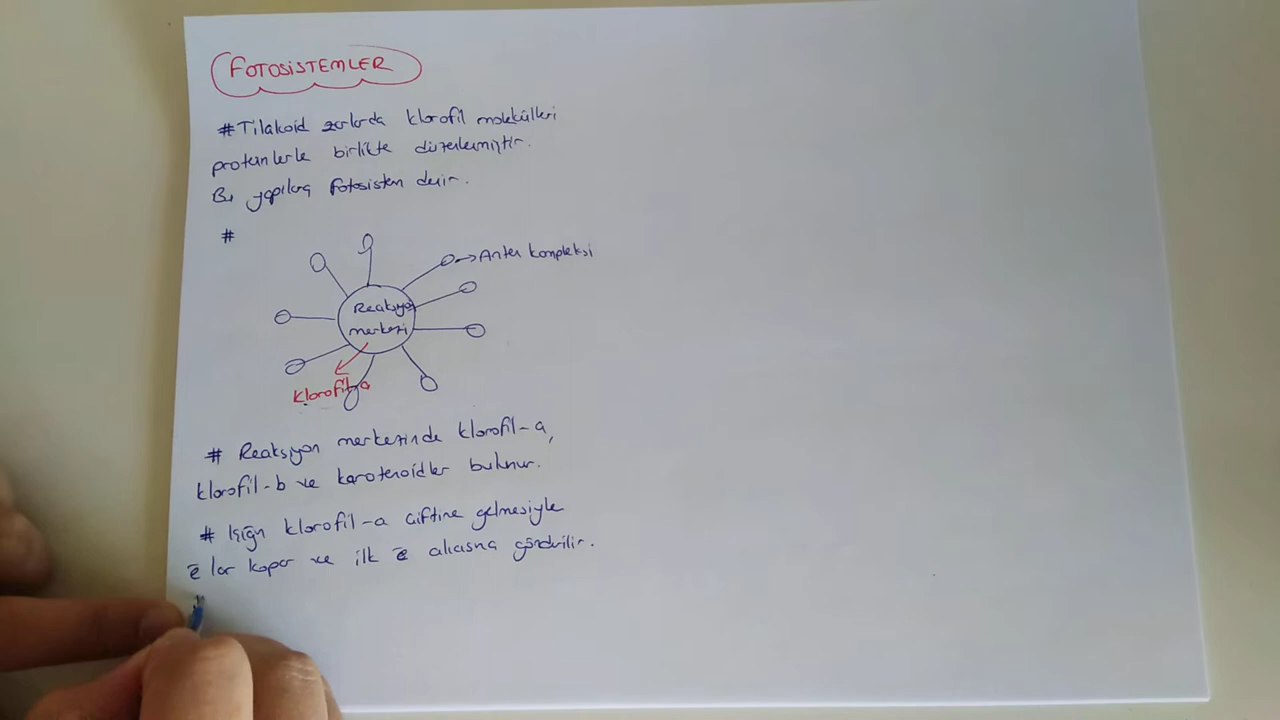 FOTOSİSTEMLER
# Tilakoid zarlarda klorofil molekülleri
proteinlerle birlikte düzenlenmiştir.
Bu yapılara fotosistem denir.
#
Anten kompleksi
Reaksiyon
merkezi
Klorofil-a
# Reaksiyon merkezinde klorofil-a,
klorofil-b ve karotenoidler bulunur.
# Işığın klorofil-a çiftine gelmesiyle
ē lar kopar ve ilk ē alıcısına gönderilir.